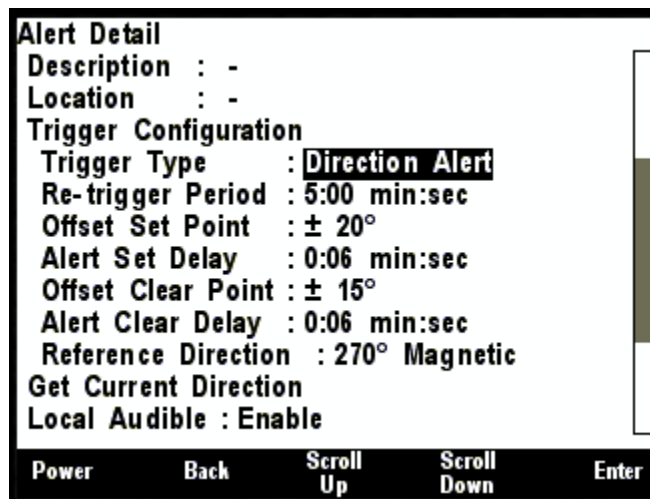 Alert Detail
Description : -
Location : -
Trigger Configuration
Trigger Type : Direction Alert
Re-trigger Period : 5:00 min:sec
Offset Set Point : ± 20°
Alert Set Delay : 0:06 min:sec
Offset Clear Point : ± 15°
Alert Clear Delay : 0:06 min:sec
Reference Direction : 270° Magnetic
Get Current Direction
Local Audible : Enable
Power Back Scroll Up Scroll Down Enter